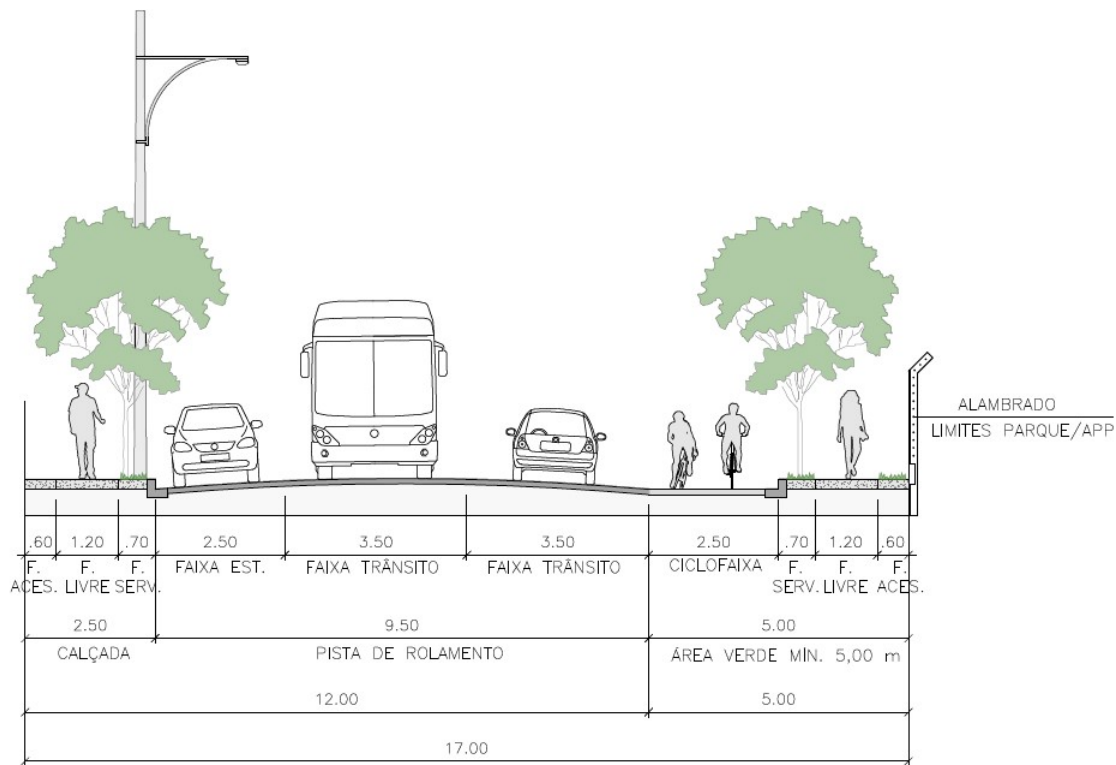 ALAMBRADO
LIMITES PARQUE/APP
.60 1.20 .70 2.50 3.50 3.50 2.50 .70 1.20 .60
F. F. F. FAIXA EST. FAIXA TRÂNSITO FAIXA TRÂNSITO CICLOFAIXA F. F. F.
ACES. LIVRE SERV. SERV. LIVRE ACES.
2.50 9.50 5.00
CALÇADA PISTA DE ROLAMENTO ÁREA VERDE MÍN. 5,00 m
12.00 5.00
17.00